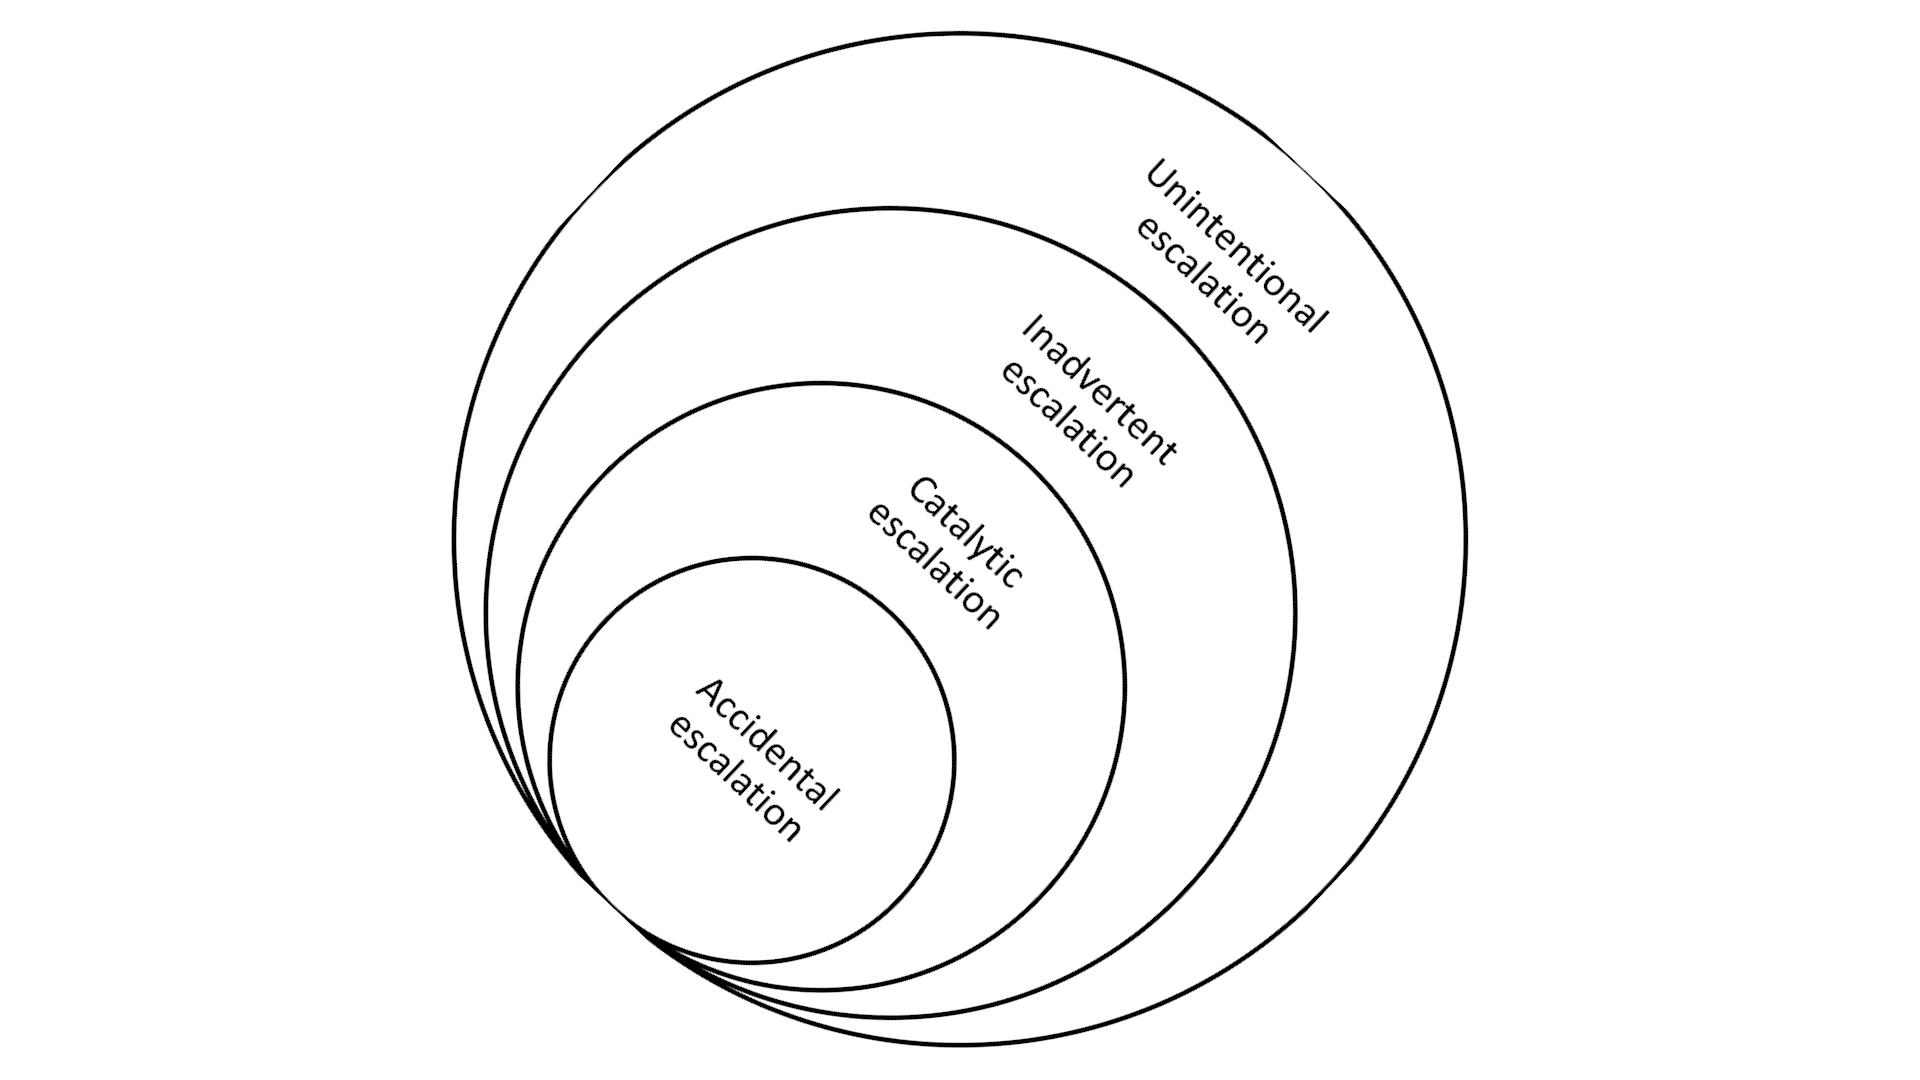 Unintentional
escalation
Inadvertent
escalation
Catalytic
escalation
Accidental
escalation